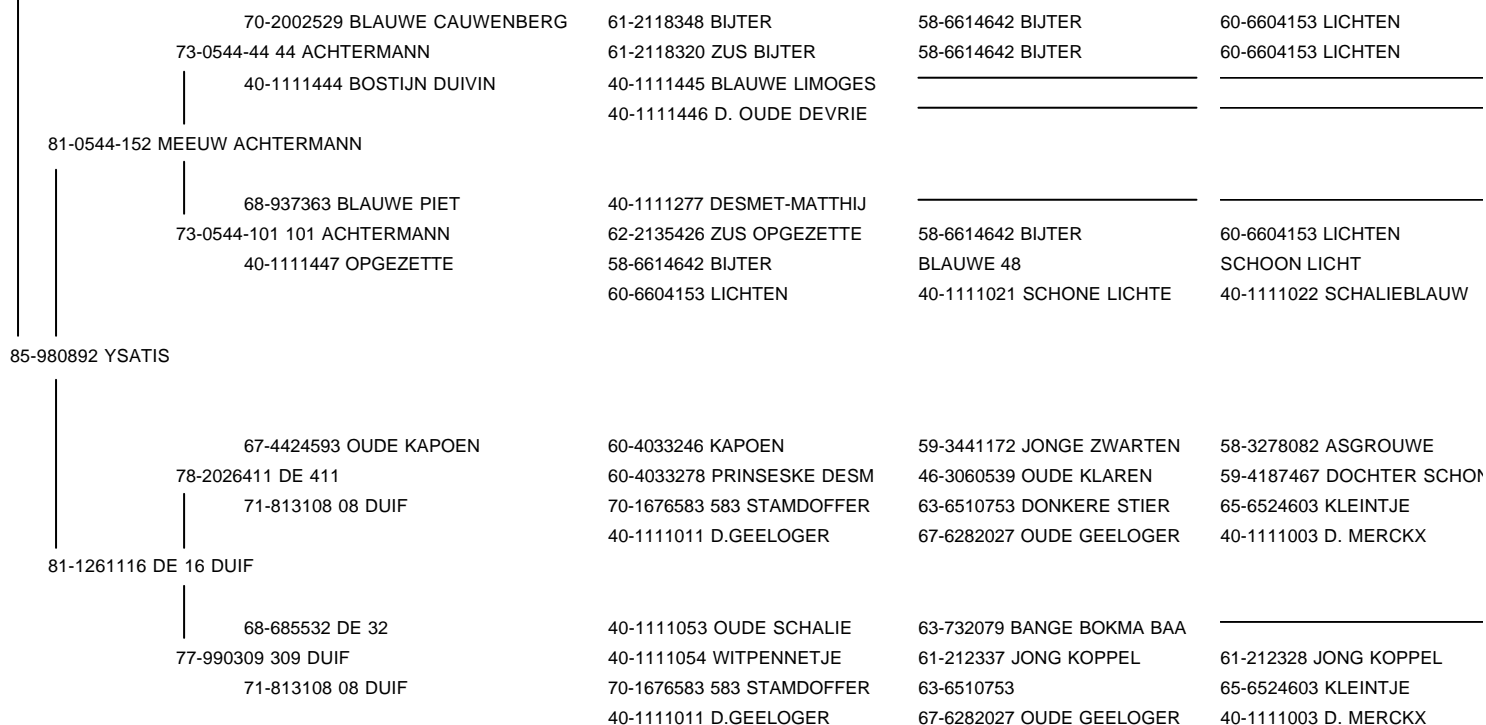 70-2002529 BLAUWE CAUWENBERG 61-2118348 BIJTER 58-6614642 BIJTER 60-6604153 LICHTEN
73-0544-44 44 ACHTERMANN 61-2118320 ZUS BIJTER 58-6614642 BIJTER 60-6604153 LICHTEN
40-1111444 BOSTIJN DUIVIN 40-1111445 BLAUWE LIMOGES
40-1111446 D. OUDE DEVRIE
81-0544-152 MEEUW ACHTERMANN
68-937363 BLAUWE PIET 40-1111277 DESMET-MATTHIJ
73-0544-101 101 ACHTERMANN 62-2135426 ZUS OPGEZETTE 58-6614642 BIJTER 60-6604153 LICHTEN
40-1111447 OPGEZETTE 58-6614642 BIJTER BLAUWE 48 SCHOON LICHT
60-6604153 LICHTEN 40-1111021 SCHONE LICHTE 40-1111022 SCHALIEBLAUW
85-980892 YSATIS
67-4424593 OUDE KAPOEN 60-4033246 KAPOEN 59-3441172 JONGE ZWARTEN 58-3278082 ASGROUWE
78-2026411 DE 411 60-4033278 PRINSESKE DESM 46-3060539 OUDE KLAREN 59-4187467 DOCHTER SCHON
71-813108 08 DUIF 70-1676583 583 STAMDOFFER 63-6510753 DONKERE STIER 65-6524603 KLEINTJE
40-1111011 D.GEELOGER 67-6282027 OUDE GEELOGER 40-1111003 D. MERCKX
81-1261116 DE 16 DUIF
68-685532 DE 32 40-1111053 OUDE SCHALIE 63-732079 BANGE BOKMA BAA
77-990309 309 DUIF 40-1111054 WITPENNETJE 61-212337 JONG KOPPEL 61-212328 JONG KOPPEL
71-813108 08 DUIF 70-1676583 583 STAMDOFFER 63-6510753 65-6524603 KLEINTJE
40-1111011 D.GEELOGER 67-6282027 OUDE GEELOGER 40-1111003 D. MERCKX